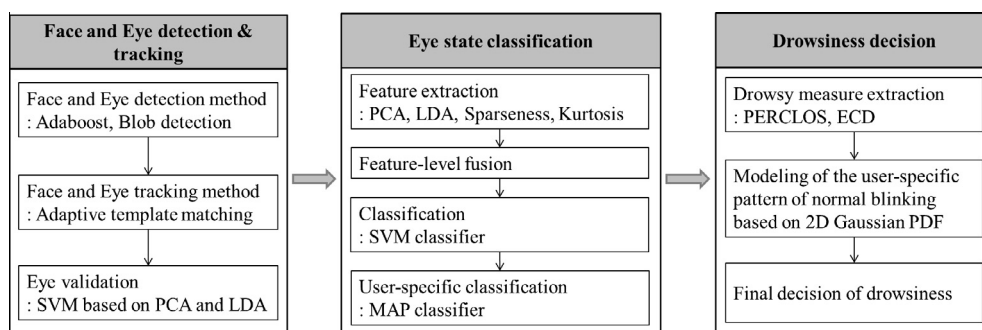 Face and Eye detection &
tracking
Face and Eye detection method
: Adaboost, Blob detection
Face and Eye tracking method
: Adaptive template matching
Eye validation
: SVM based on PCA and LDA
Eye state classification
Feature extraction
: PCA, LDA, Sparseness, Kurtosis
Feature-level fusion
Classification
: SVM classifier
User-specific classification
: MAP classifier
Drowsiness decision
Drowsy measure extraction
: PERCLOS, ECD
Modeling of the user-specific
pattern of normal blinking
based on 2D Gaussian PDF
Final decision of drowsiness